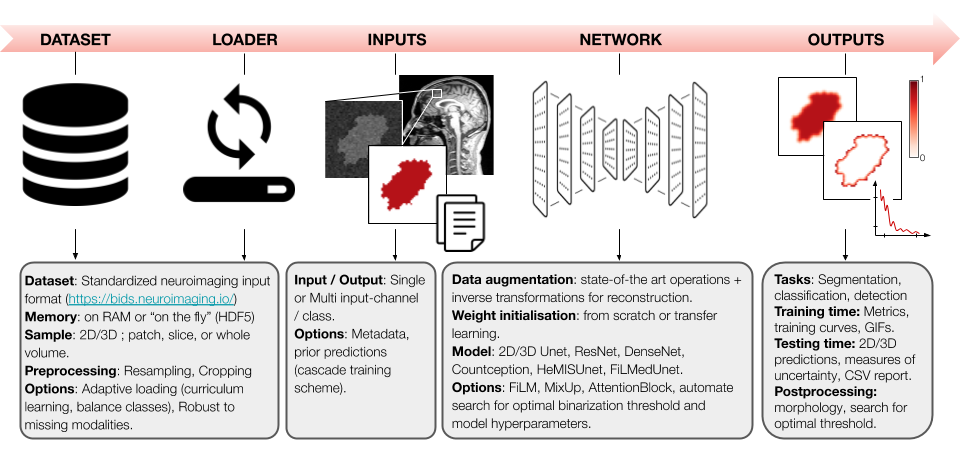 DATASET
LOADER
INPUTS
NETWORK
OUTPUTS
1
0
Dataset: Standardized neuroimaging input
format (https://bids.neuroimaging.io/)
Memory: on RAM or “on the fly” (HDF5)
Sample: 2D/3D ; patch, slice, or whole
volume.
Preprocessing: Resampling, Cropping
Options: Adaptive loading (curriculum
learning, balance classes), Robust to
missing modalities.
Input / Output: Single
or Multi input-channel
/ class.
Options: Metadata,
prior predictions
(cascade training
scheme).
Data augmentation: state-of-the art operations +
inverse transformations for reconstruction.
Weight initialisation: from scratch or transfer
learning.
Model: 2D/3D Unet, ResNet, DenseNet,
Countception, HeMISUnet, FiLMedUnet.
Options: FiLM, MixUp, AttentionBlock, automate
search for optimal binarization threshold and
model hyperparameters.
Tasks: Segmentation,
classification, detection
Training time: Metrics,
training curves, GIFs.
Testing time: 2D/3D
predictions, measures of
uncertainty, CSV report.
Postprocessing:
morphology, search for
optimal threshold.